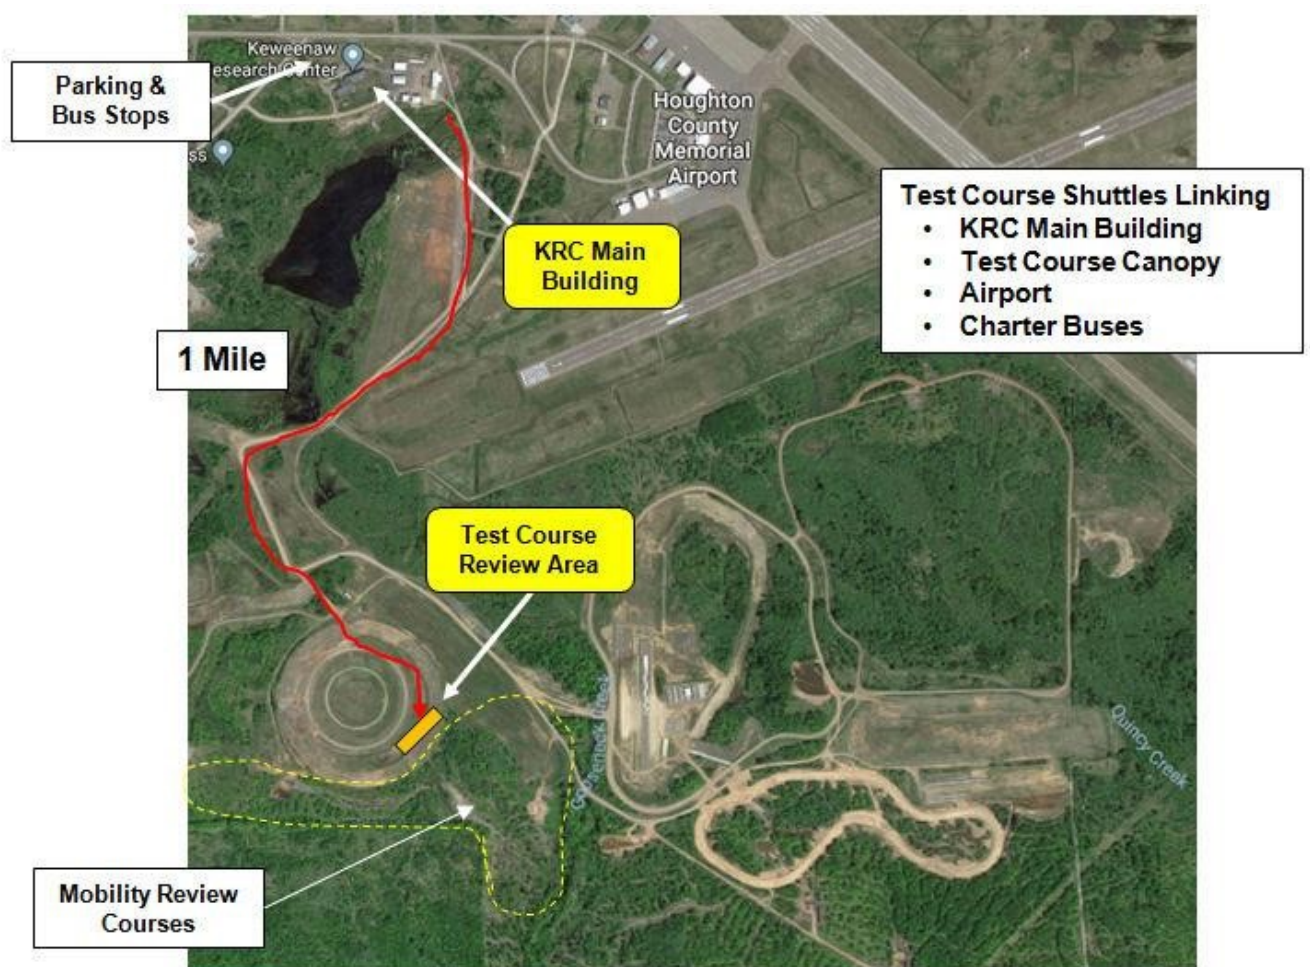 Keweenaw
esearch Center
Parking &
Bus Stops
Houghton
County
Memorial
Airport
ss
Test Course Shuttles Linking
• KRC Main Building
• Test Course Canopy
• Airport
• Charter Buses
KRC Main
Building
1 Mile
Test Course
Review Area
Quincy Creek
Mobility Review
Courses